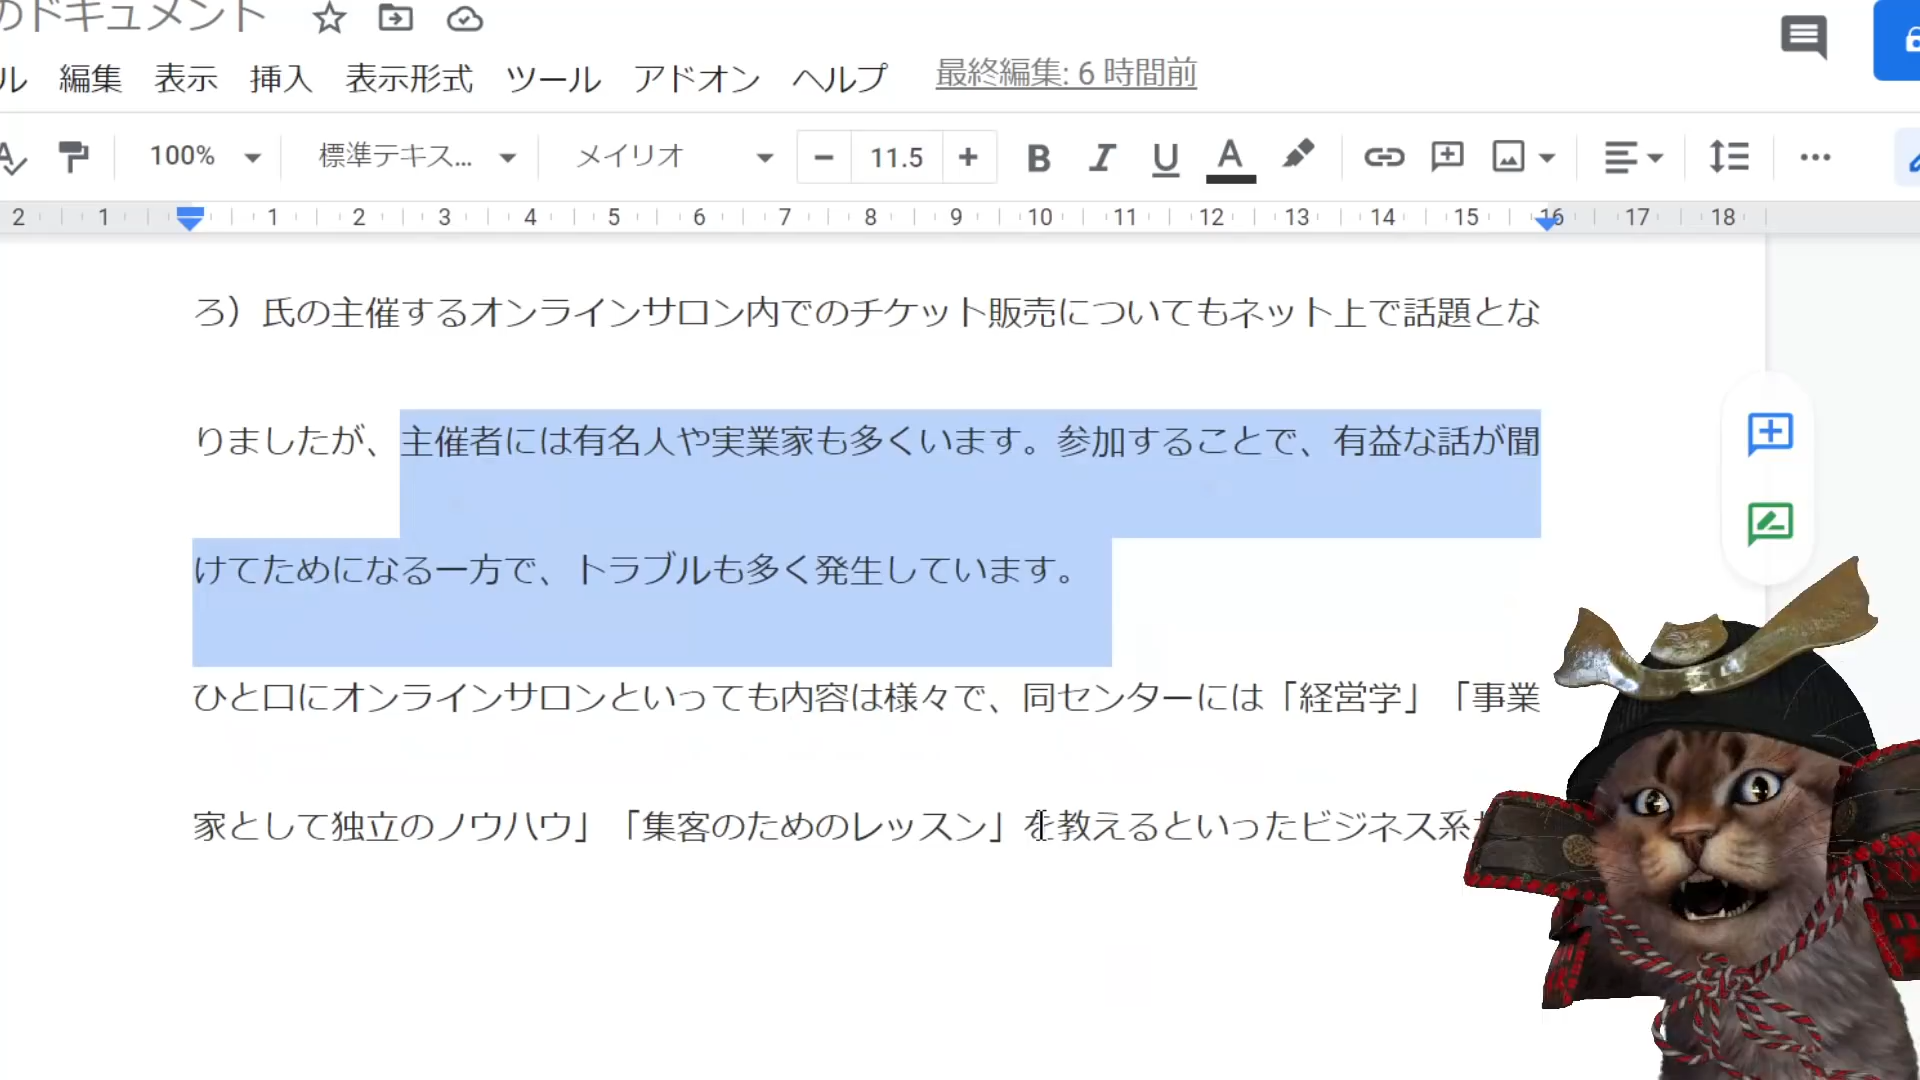 のドキュメント
ル 編集 表示 挿入 表示形式 ツール アドオン ヘルプ 最終編集: 6 時間前
100% 標準テキス... メイリオ − 11.5 + B I U A
2 1 1 2 3 4 5 6 7 8 9 10 11 12 13 14 15 16 17 18
ろ）氏の主催するオンラインサロン内でのチケット販売についてもネット上で話題とな
りましたが、主催者には有名人や実業家も多くいます。参加することで、有益な話が聞
けてためになる一方で、トラブルも多く発生しています。
ひと口にオンラインサロンといっても内容は様々で、同センターには「経営学」「事業
家として独立のノウハウ」「集客のためのレッスン」を教えるといったビジネス系